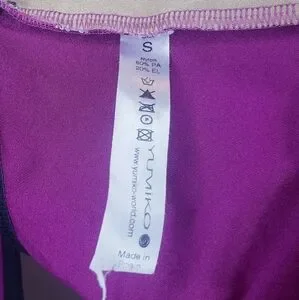 S
80% PA
20% EL
YUMIKO
www.yumiko-world.com
Made in